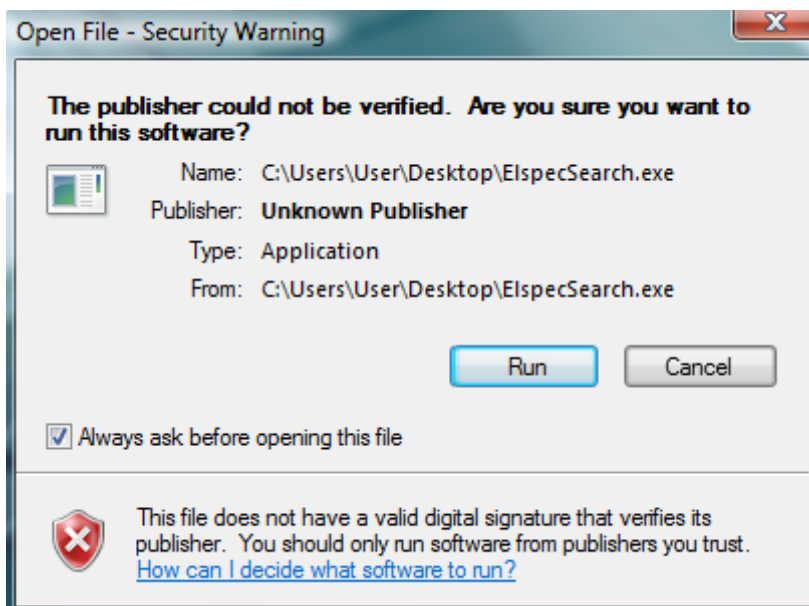 Open File - Security Warning
The publisher could not be verified. Are you sure you want to
run this software?
Name: C:\Users\User\Desktop\ElspecSearch.exe
Publisher: Unknown Publisher
Type: Application
From: C:\Users\User\Desktop\ElspecSearch.exe
Run Cancel
Always ask before opening this file
This file does not have a valid digital signature that verifies its
publisher. You should only run software from publishers you trust.
How can I decide what software to run?